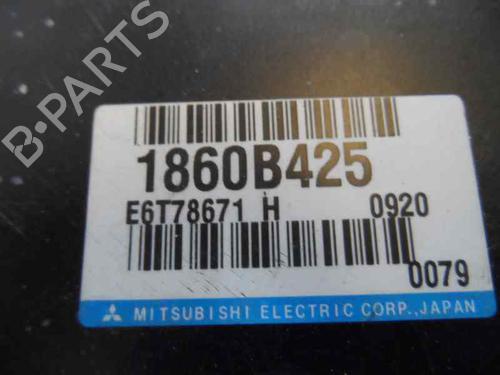 1860B425
E6T78671 H 0920
0079
MITSUBISHI ELECTRIC CORP., JAPAN
B-PARTS